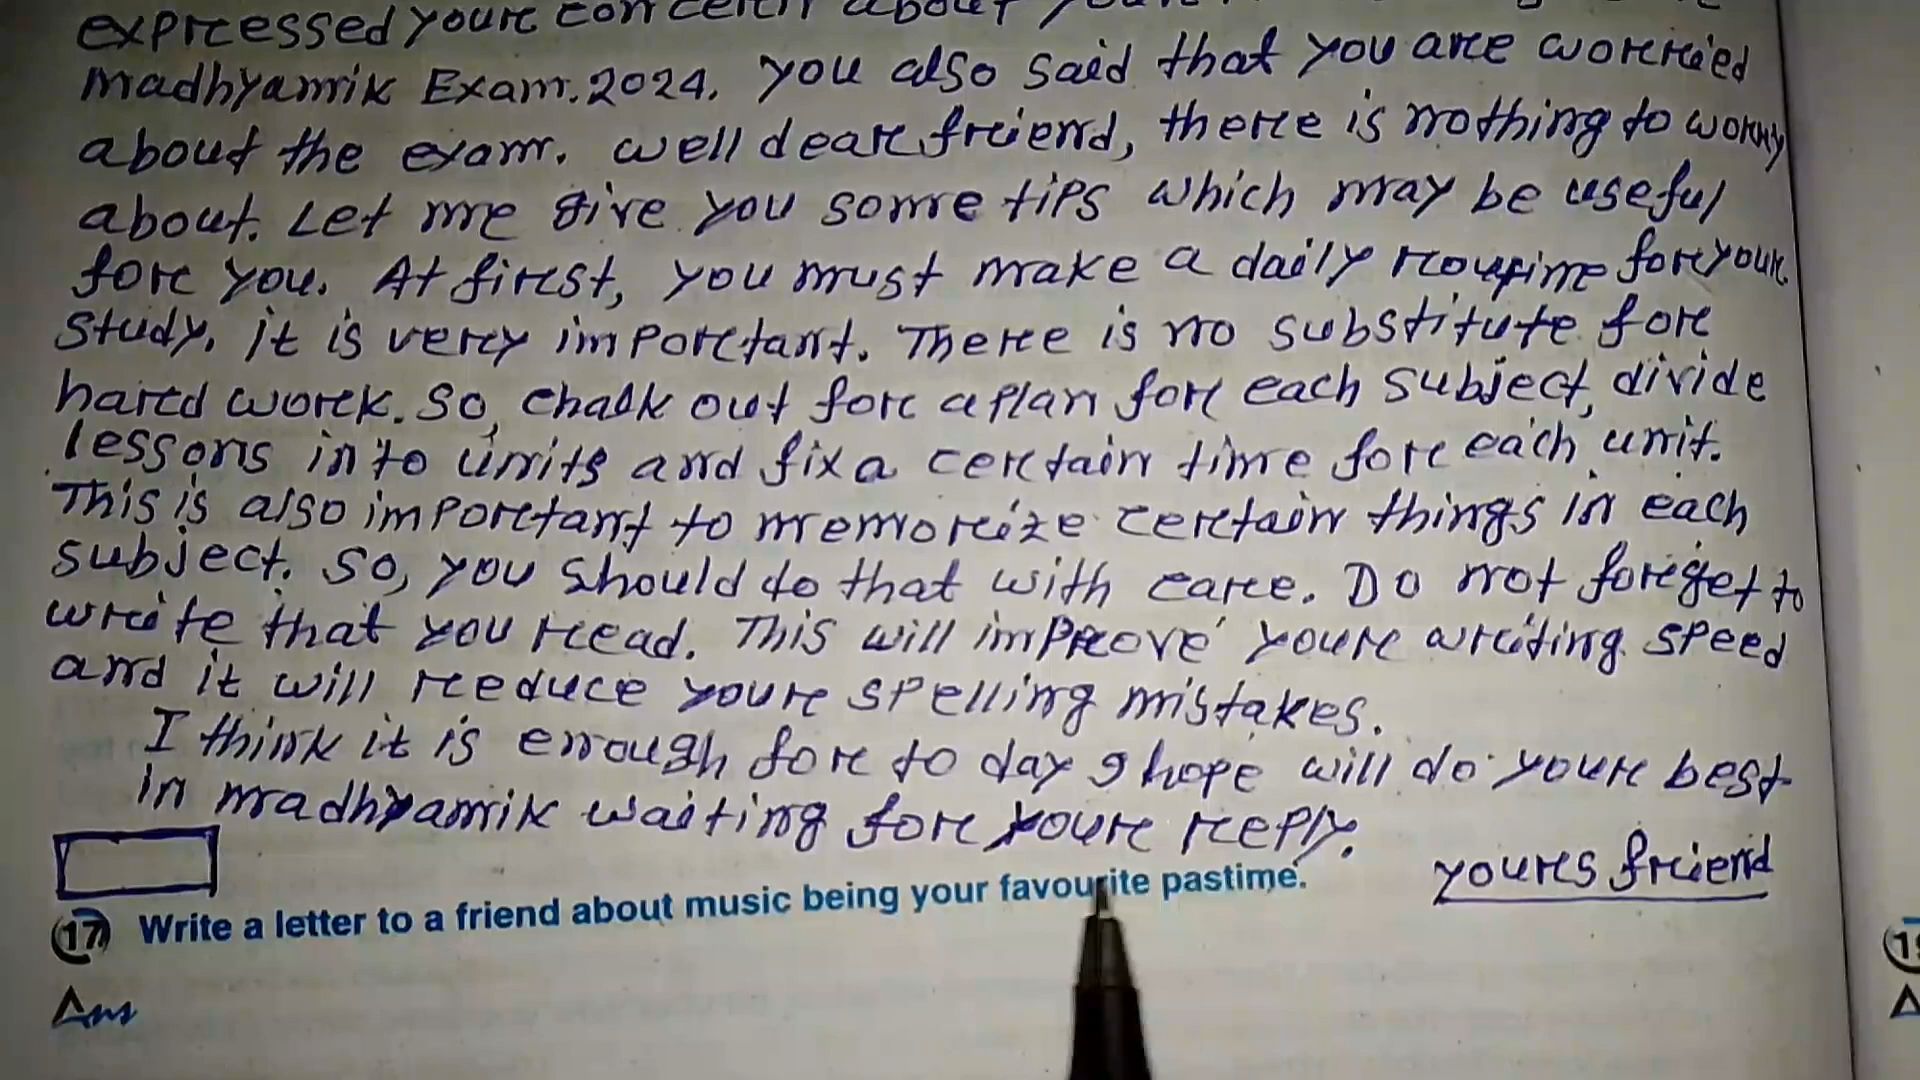 expressed your concern about your
Madhyamik Exam. 2024. You also said that you are worried
about the exam. well dear friend, there is nothing to worry
about. Let me give you some tips which may be useful
for you. At first, you must make a daily routine for your
study. it is very important. There is no substitute for
hard work. So, chalk out for a plan for each subject, divide
lessons into units and fix a certain time for each unit.
This is also important to memorize certain things in each
subject. So, you should do that with care. Do not forget to
write that you read. This will improve your writing speed
and it will reduce your spelling mistakes.
I think it is enough for to day I hope will do your best
in madhyamik waiting for your reply.
yours friend
17 Write a letter to a friend about music being your favourite pastime.
Ans